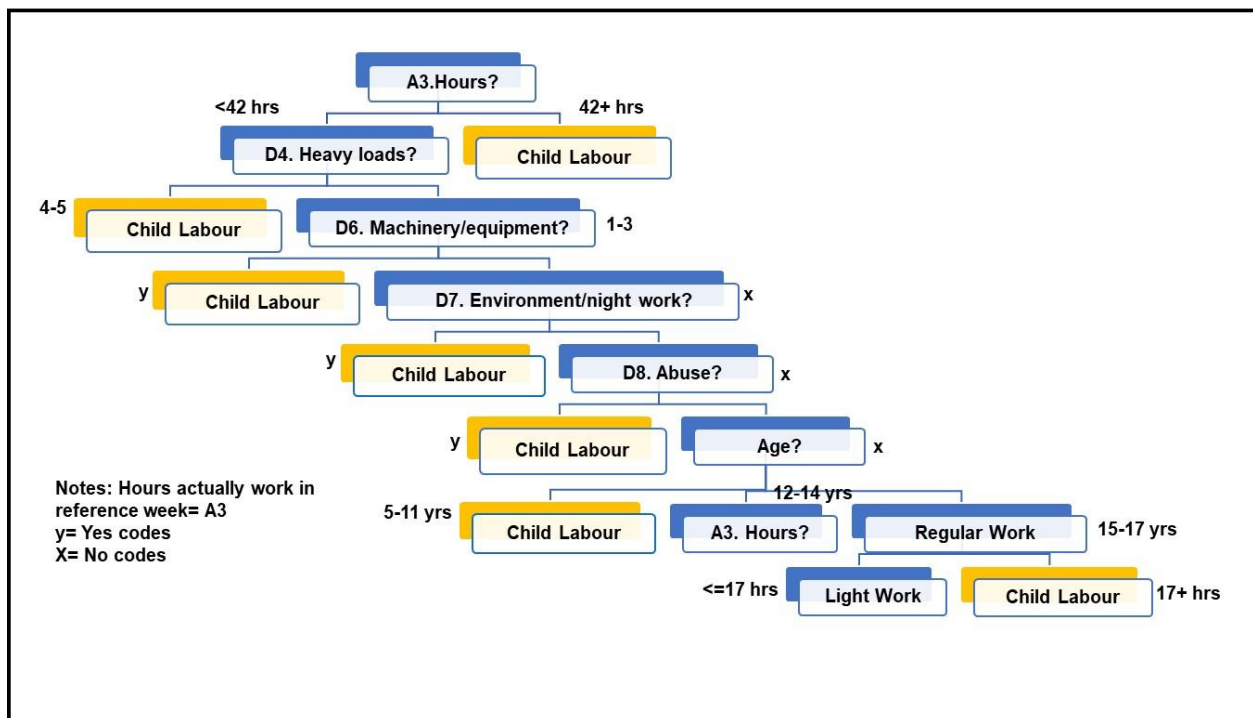 A3.Hours?
<42 hrs
42+ hrs
D4. Heavy loads?
Child Labour
4-5
Child Labour
D6. Machinery/equipment?
1-3
y
Child Labour
D7. Environment/night work?
x
y
Child Labour
D8. Abuse?
x
y
Child Labour
Age?
x
Notes: Hours actually work in
reference week= A3
y= Yes codes
X= No codes
5-11 yrs
Child Labour
12-14 yrs
A3. Hours?
Regular Work
15-17 yrs
<=17 hrs
Light Work
Child Labour
17+ hrs